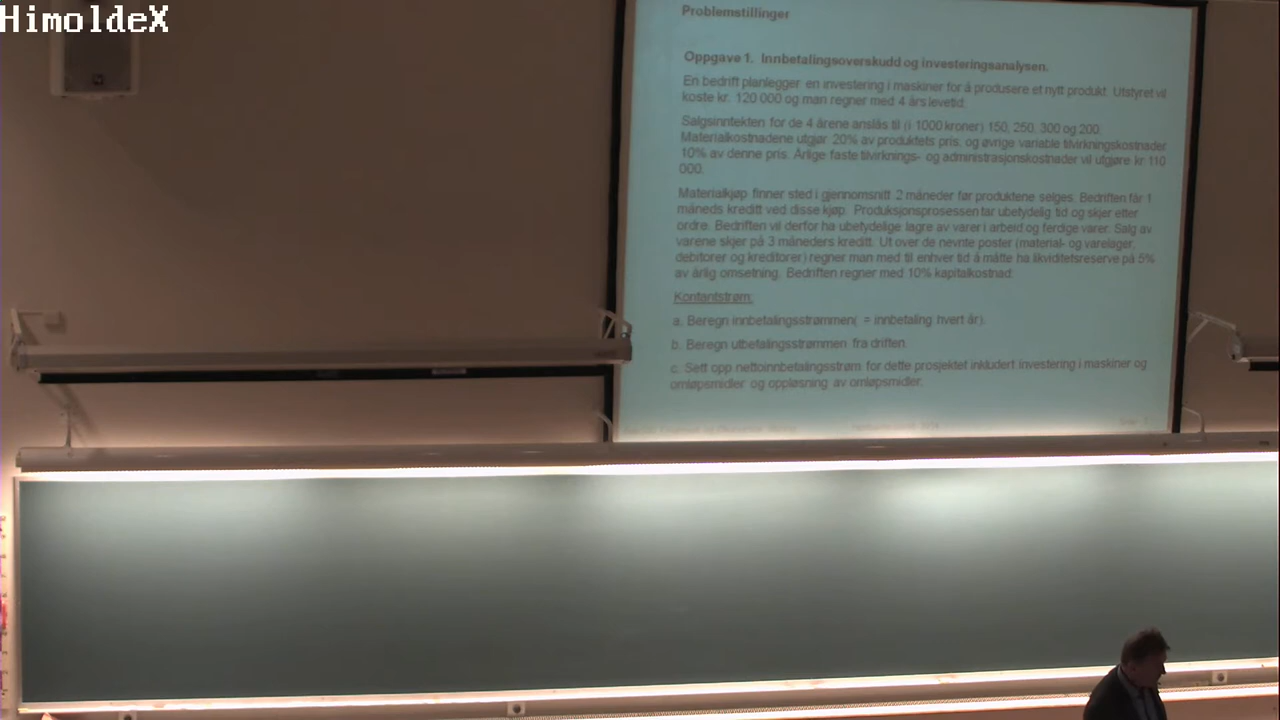 HimoldeX
Problemstillinger
Oppgave 1. Innbetalingsoverskudd og investeringsanalysen.
En bedrift planlegger en investering i maskiner for å produsere et nytt produkt. Utstyret vil
koste kr. 120 000 og man regner med 4 års levetid.
Salgsinntekten for de 4 årene anslås til (i 1000 kroner) 150, 250, 300 og 200.
Materialkostnadene utgjør 20% av produktets pris, og øvrige variable tilvirkningskostnader
10% av denne pris. Årlige faste tilvirknings- og administrasjonskostnader vil utgjøre kr 110
000.
Materialkjøp finner sted i gjennomsnitt 2 måneder før produktene selges. Bedriften får 1
måneds kreditt ved disse kjøp. Produksjonsprosessen tar ubetydelig tid og skjer etter
ordre. Bedriften vil derfor ha ubetydelige lagre av varer i arbeid og ferdige varer. Salg av
varene skjer på 3 måneders kreditt. Ut over de nevnte poster (material- og varelager,
debitorer og kreditorer) regner man med til enhver tid å måtte ha likviditetsreserve på 5%
av årlig omsetning. Bedriften regner med 10% kapitalkostnad.
Kontantstrøm:
a. Beregn innbetalingsstrømmen( = innbetaling hvert år).
b. Beregn utbetalingsstrømmen fra driften
c. Sett opp nettoinnbetalingsstrøm for dette prosjektet inkludert investering i maskiner og
omløpsmidler og oppløsning av omløpsmidler.